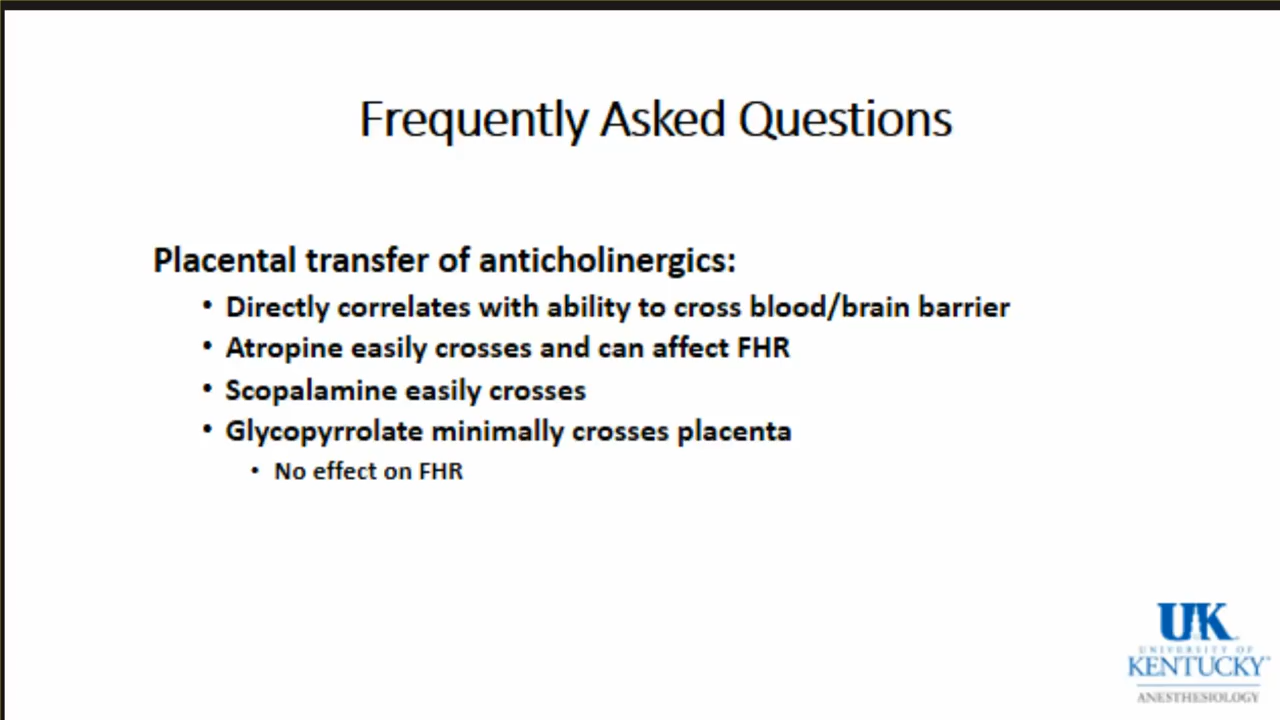 Frequently Asked Questions
Placental transfer of anticholinergics:
• Directly correlates with ability to cross blood/brain barrier
• Atropine easily crosses and can affect FHR
• Scopalamine easily crosses
• Glycopyrrolate minimally crosses placenta
• No effect on FHR
UK
UNIVERSITY OF
KENTUCKY
ANESTHESIOLOGY